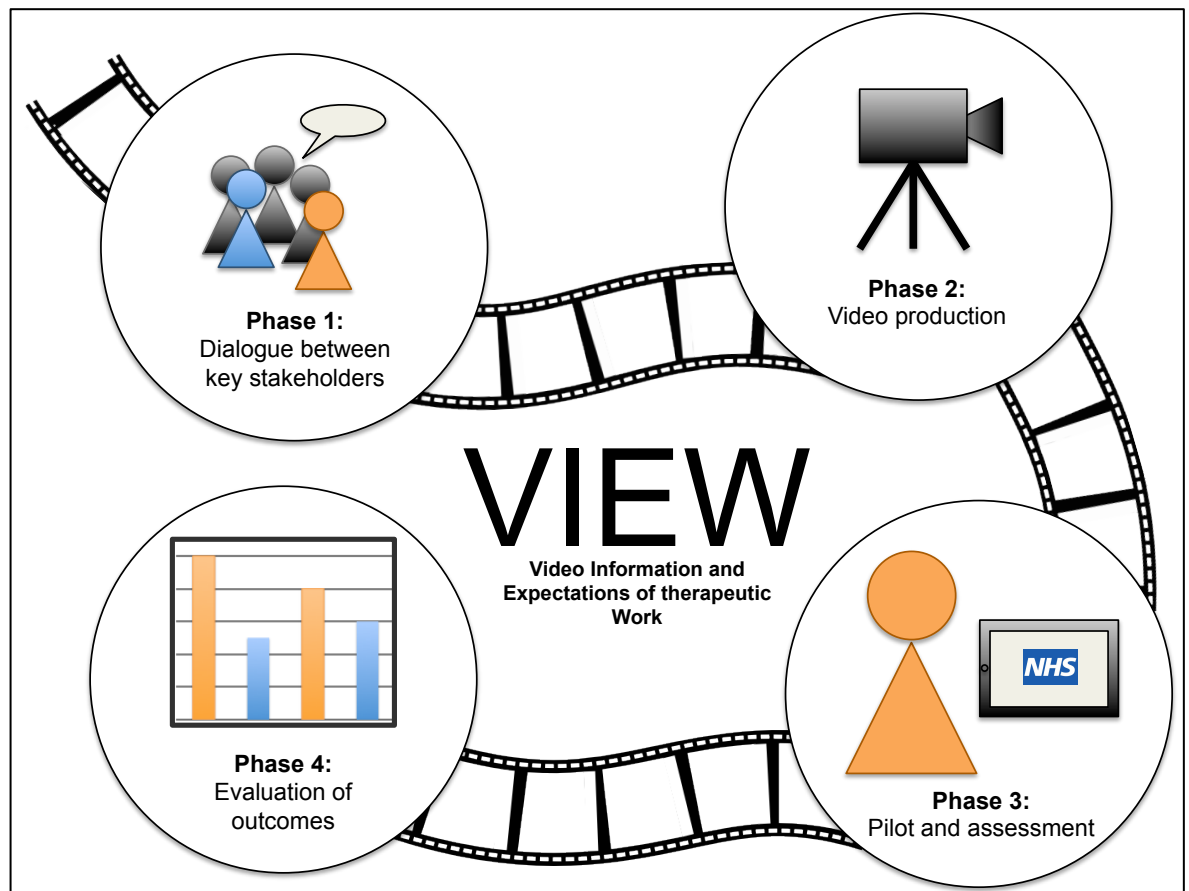 Phase 1:
Dialogue between
key stakeholders
Phase 2:
Video production
VIEW
Video Information and
Expectations of therapeutic
Work
NHS
Phase 3:
Pilot and assessment
Phase 4:
Evaluation of
outcomes